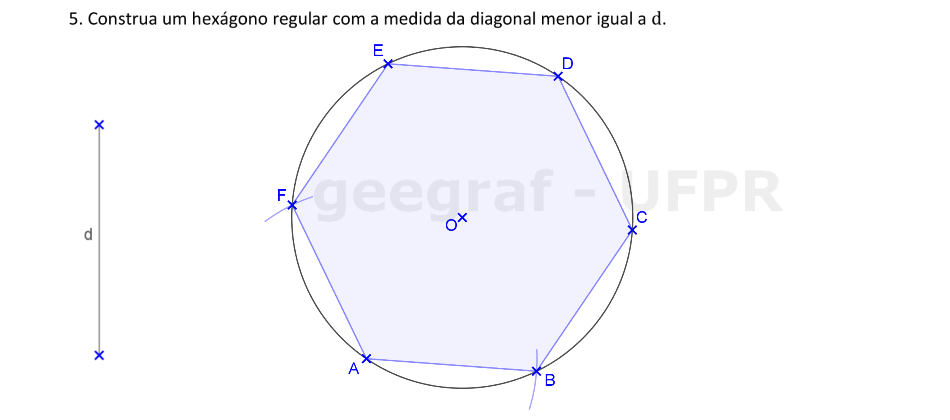 5. Construa um hexágono regular com a medida da diagonal menor igual a d.
E
D
d
F
geegraf - UFPR
C
O
A
B